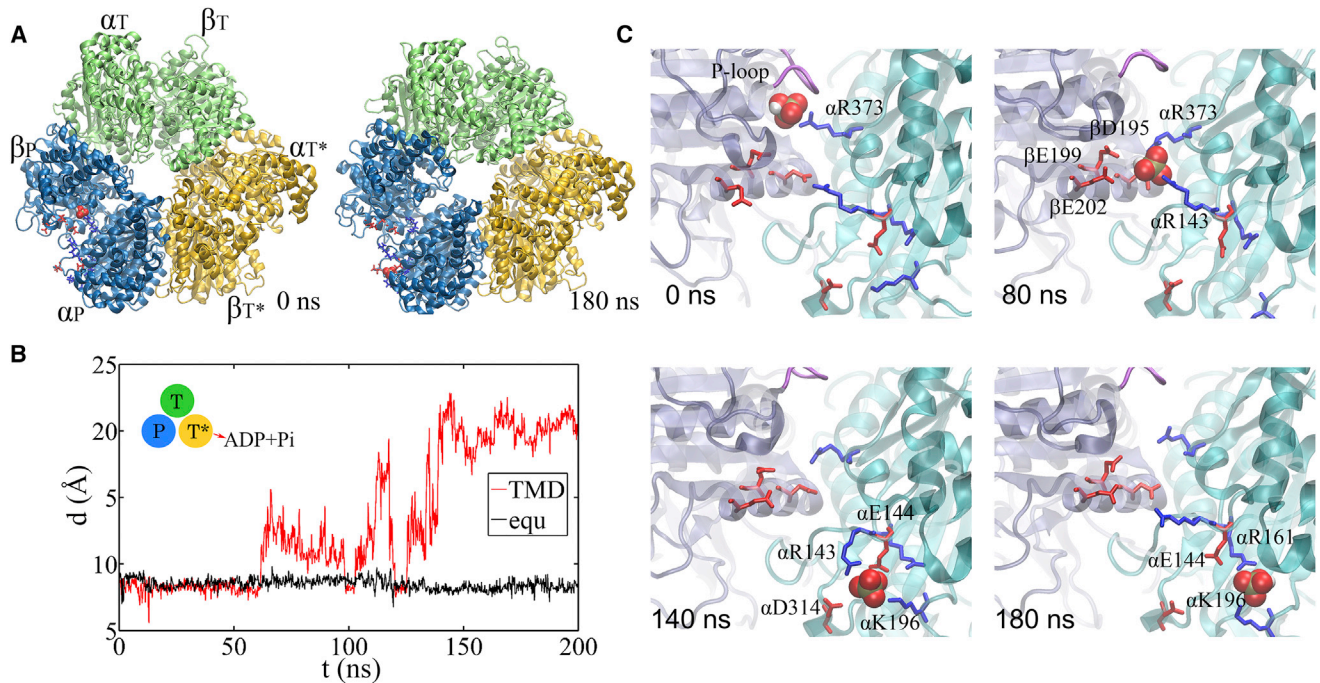 A
αT
βT
βP
αT*
αP
βT*
0 ns
180 ns
B
d (Å)
25
20
5
10
5
T
P
T*
ADP+Pi
TMD
equ
0
50
100
150
200
t (ns)
C
P-loop
αR373
0 ns
βD195
αR373
βE199
βE202
αR143
80 ns
αE144
αR143
αD314
αK196
140 ns
αR161
αE144
αK196
180 ns